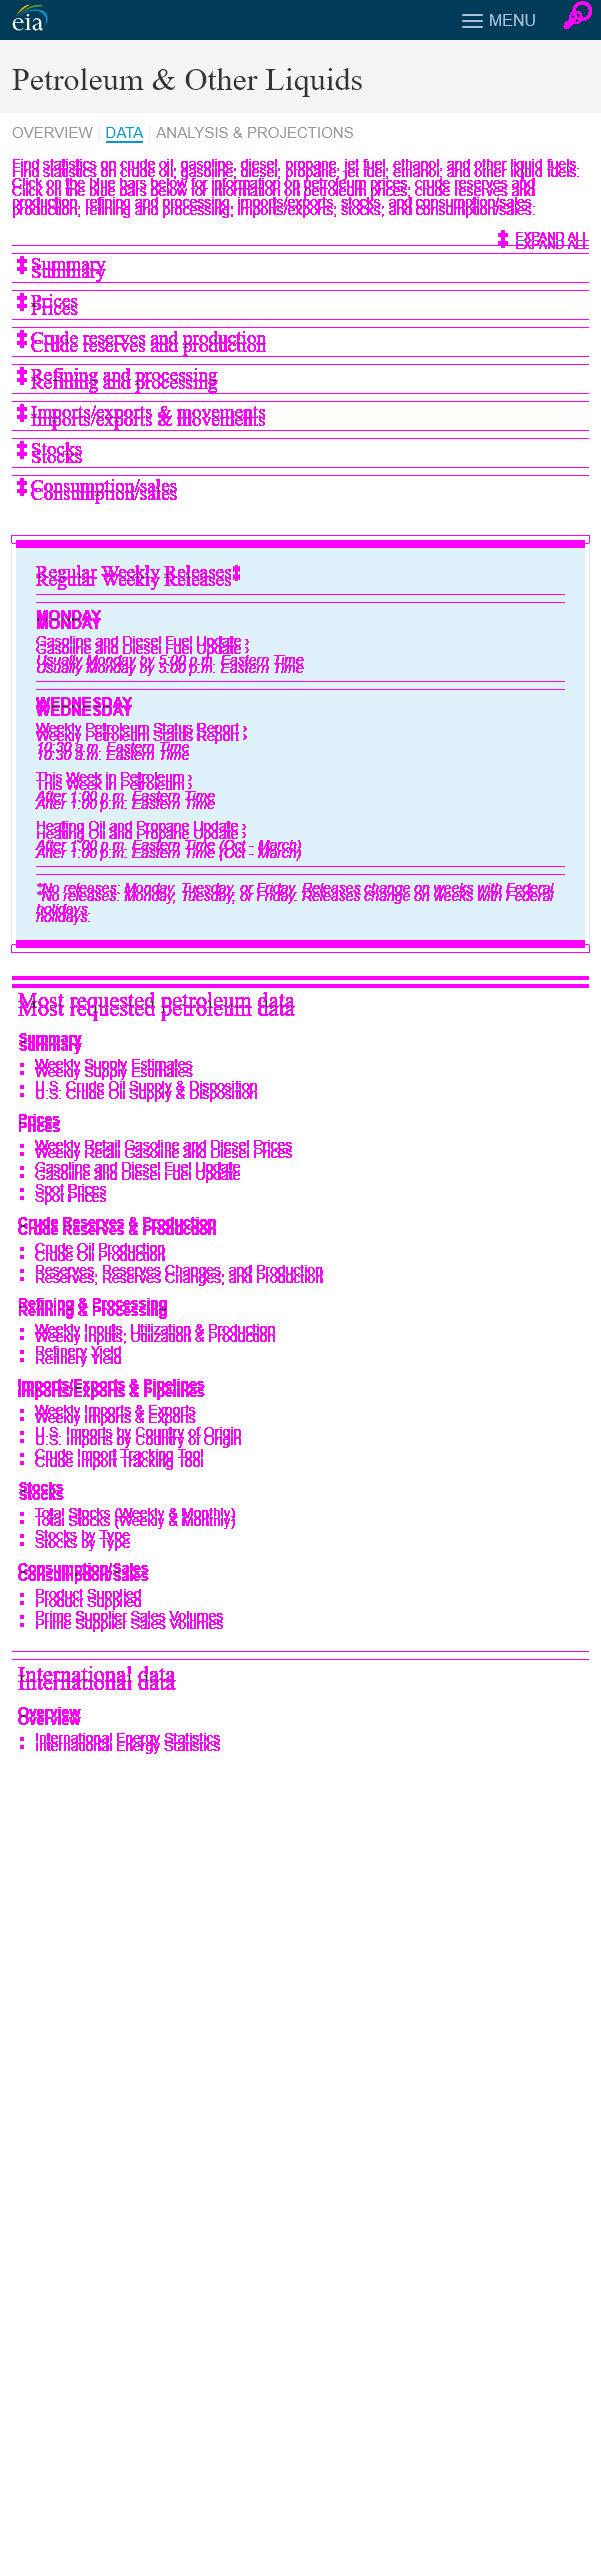 eia
MENU
Petroleum & Other Liquids
OVERVIEW DATA ANALYSIS & PROJECTIONS
Find statistics on crude oil, gasoline, diesel, propane, jet fuel, ethanol, and other liquid fuels.
Click on the blue bars below for information on petroleum prices, crude reserves and
production, refining and processing, imports/exports, stocks, and consumption/sales.
EXPAND ALL
Summary
Prices
Crude reserves and production
Refining and processing
Imports/exports & movements
Stocks
Consumption/sales
Regular Weekly Releases‡
MONDAY
Gasoline and Diesel Fuel Update ›
Usually Monday by 5:00 p.m. Eastern Time
WEDNESDAY
Weekly Petroleum Status Report ›
10:30 a.m. Eastern Time
This Week in Petroleum ›
After 1:00 p.m. Eastern Time
Heating Oil and Propane Update ›
After 1:00 p.m. Eastern Time (Oct - March)
*No releases: Monday, Tuesday, or Friday. Releases change on weeks with Federal
holidays.
Most requested petroleum data
Summary
▪ Weekly Supply Estimates
▪ U.S. Crude Oil Supply & Disposition
Prices
▪ Weekly Retail Gasoline and Diesel Prices
▪ Gasoline and Diesel Fuel Update
▪ Spot Prices
Crude Reserves & Production
▪ Crude Oil Production
▪ Reserves, Reserves Changes, and Production
Refining & Processing
▪ Weekly Inputs, Utilization & Production
▪ Refinery Yield
Imports/Exports & Pipelines
▪ Weekly Imports & Exports
▪ U.S. Imports by Country of Origin
▪ Crude Import Tracking Tool
Stocks
▪ Total Stocks (Weekly & Monthly)
▪ Stocks by Type
Consumption/Sales
▪ Product Supplied
▪ Prime Supplier Sales Volumes
International data
Overview
▪ International Energy Statistics